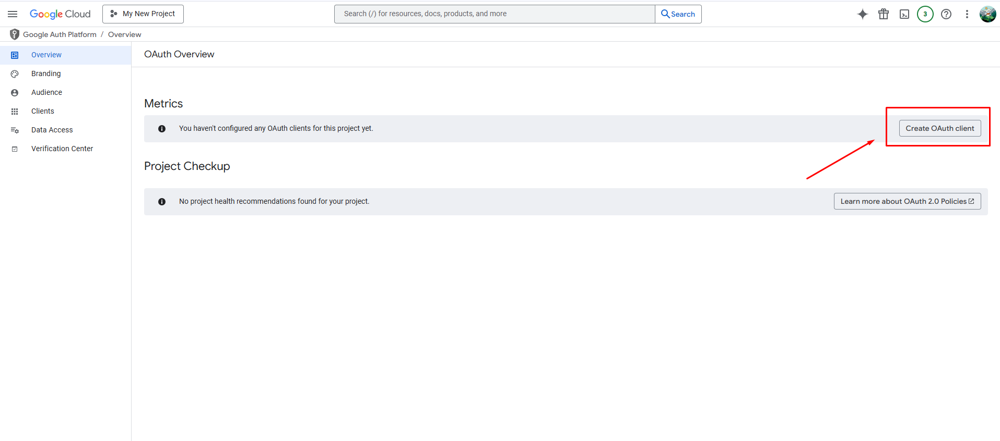 Google Cloud
My New Project
Search (/) for resources, docs, products, and more
Search
3
Google Auth Platform / Overview
Overview
Branding
Audience
Clients
Data Access
Verification Center
OAuth Overview
Metrics
You haven't configured any OAuth clients for this project yet.
Create OAuth client
Project Checkup
No project health recommendations found for your project.
Learn more about OAuth 2.0 Policies